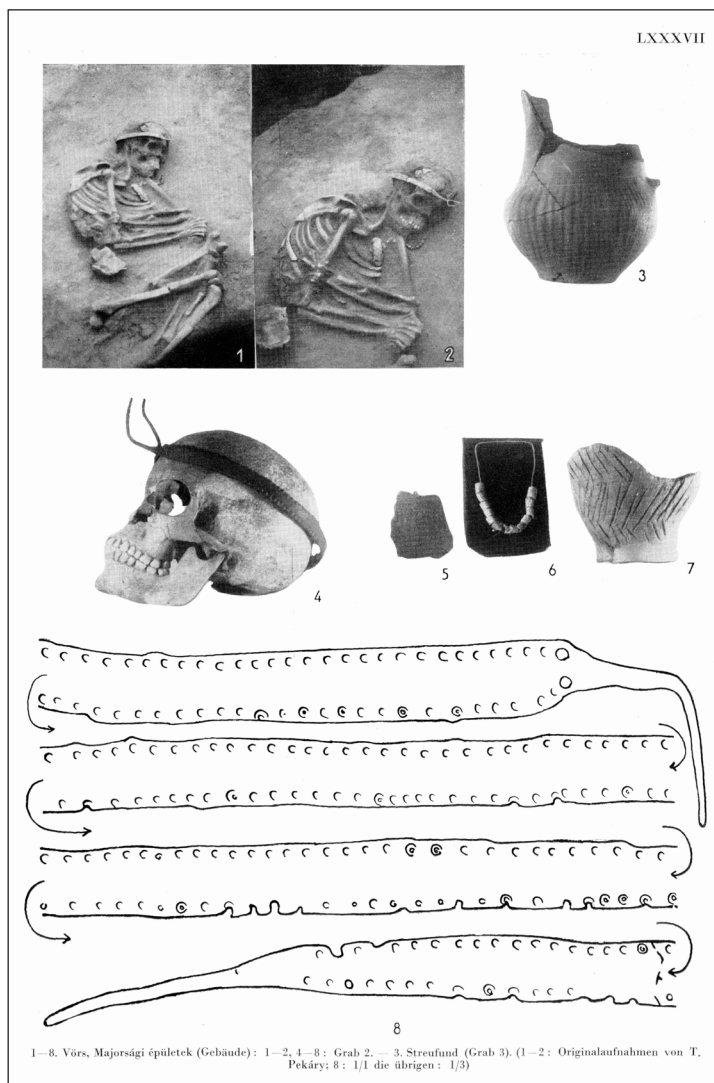 LXXXVII
1
2
3
4
5
6
7
8
1—8. Vörs, Majorsági épületek (Gebäude) : 1—2, 4—8 : Grab 2. — 3. Streufund (Grab 3). (1—2 : Originalaufnahmen von T.
Pekáry; 8 : 1/1 die übrigen : 1/3)